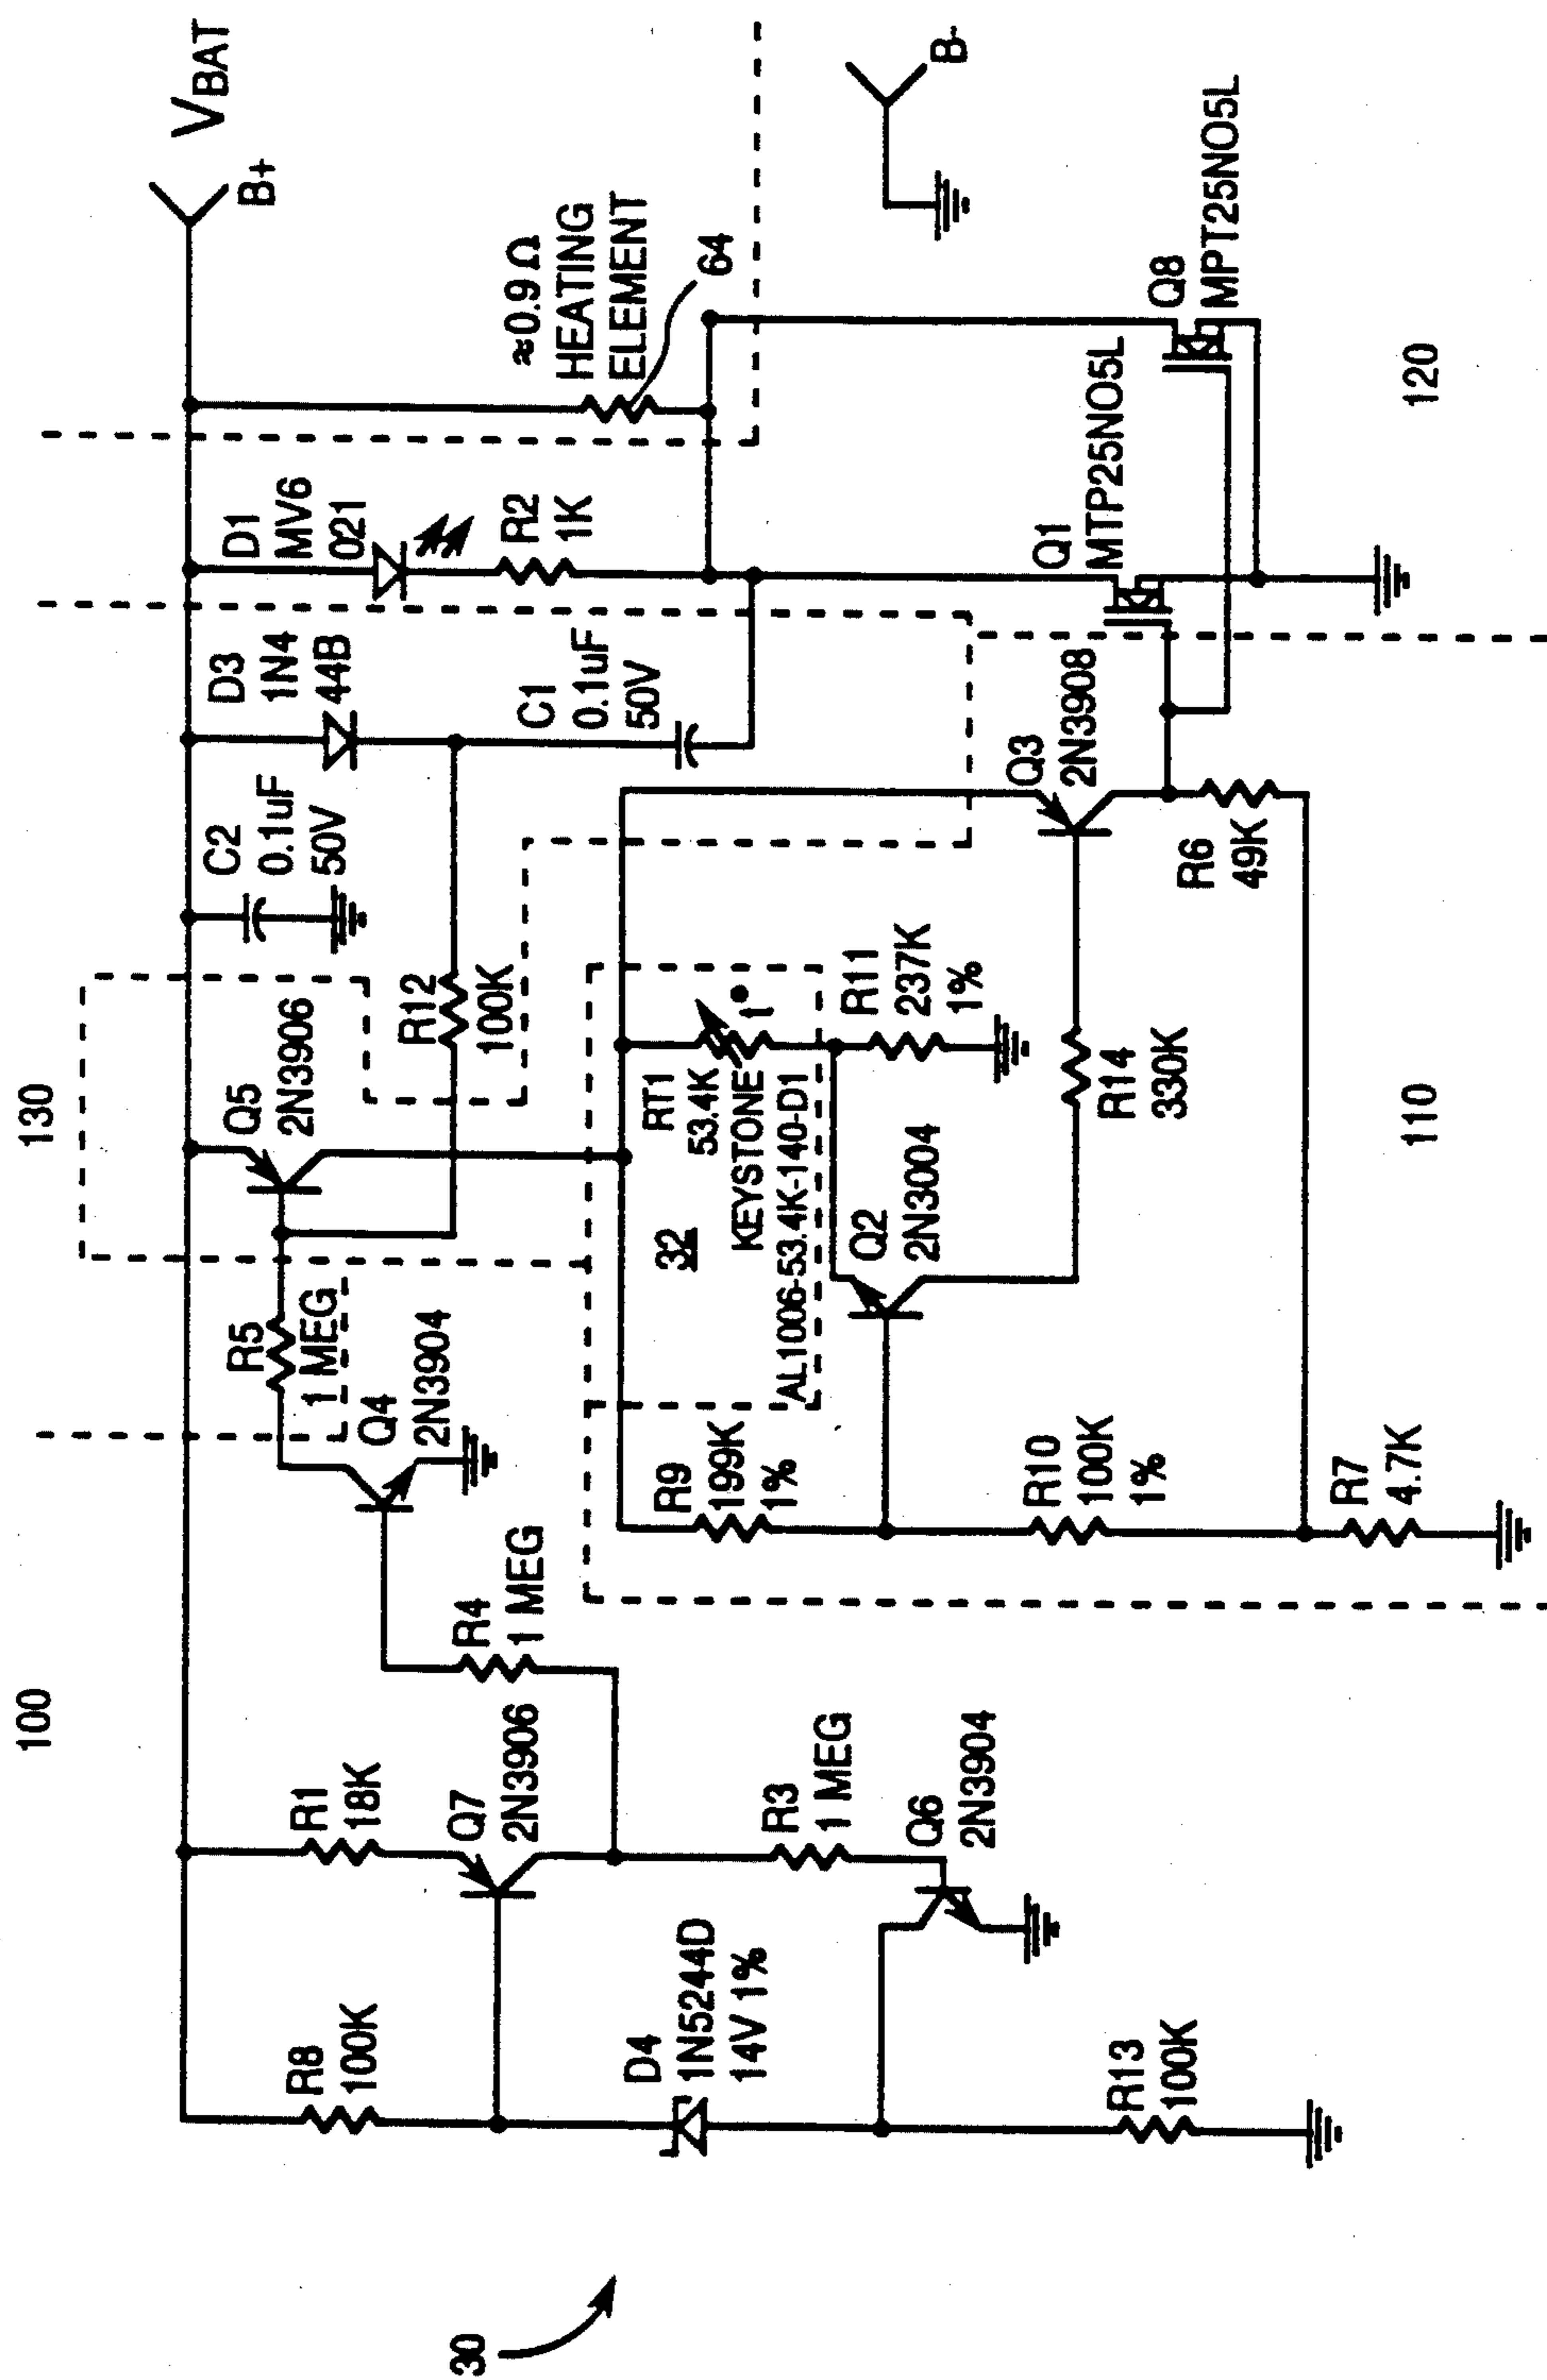 100
130
V_BAT
B+
R8
100K
R1
18K
Q7
2N3906
R4
1 MEG
R5
1 MEG
Q4
2N3904
Q5
2N3906
R12
100K
C2
0.1uF
50V
D3
1N4
44B
C1
0.1uF
50V
D1
MV6
021
R2
1K
≈0.9 Ω
HEATING
ELEMENT
64
B-
D4
1N5244D
14V 1%
R3
1 MEG
Q6
2N3904
R13
100K
R9
199K
1%
32
RT1
53.4K
KEYSTONE
AL1006-53.4K-140-D1
t°
R11
237K
1%
Q2
2N3004
R10
100K
1%
R14
330K
Q3
2N3908
R6
49K
R7
4.7K
Q1
MTP25NO5L
Q8
MPT25NO5L
110
120
30